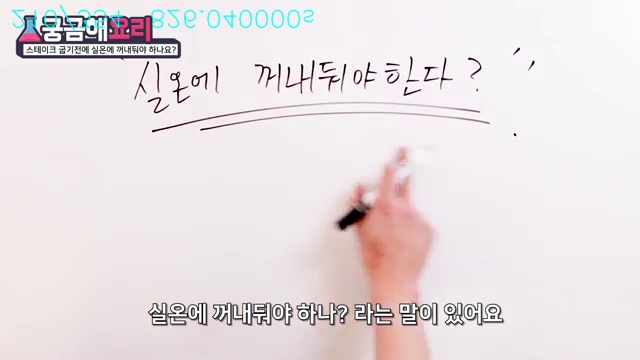 궁금해요리
스테이크 굽기전에 실온에 꺼내둬야 하나요?
실온에 꺼내둬야한다?
실온에 꺼내둬야 하나? 라는 말이 있어요